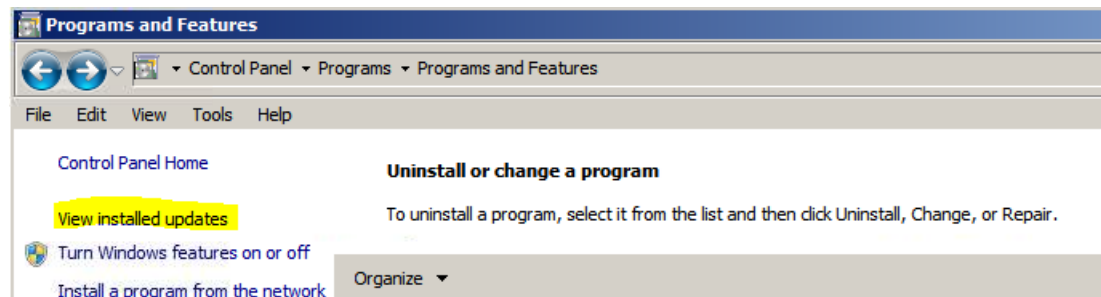 Programs and Features
Control Panel Programs Programs and Features
File Edit View Tools Help
Control Panel Home
Uninstall or change a program
View installed updates
To uninstall a program, select it from the list and then click Uninstall, Change, or Repair.
Turn Windows features on or off
Organize
Install a program from the network